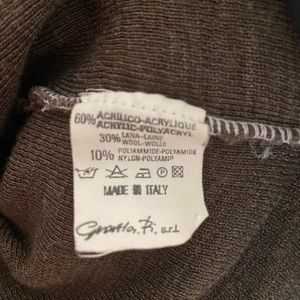 60% ACRILICO-ACRYLIQUE
ACRYLIC-POLYACRYL
30% LANA-LAINE
WOOL-WOLLE
10% POLIAMMIDE-POLYAMIDE
NYLON-POLYAMID
MADE IN ITALY
s.r.l.